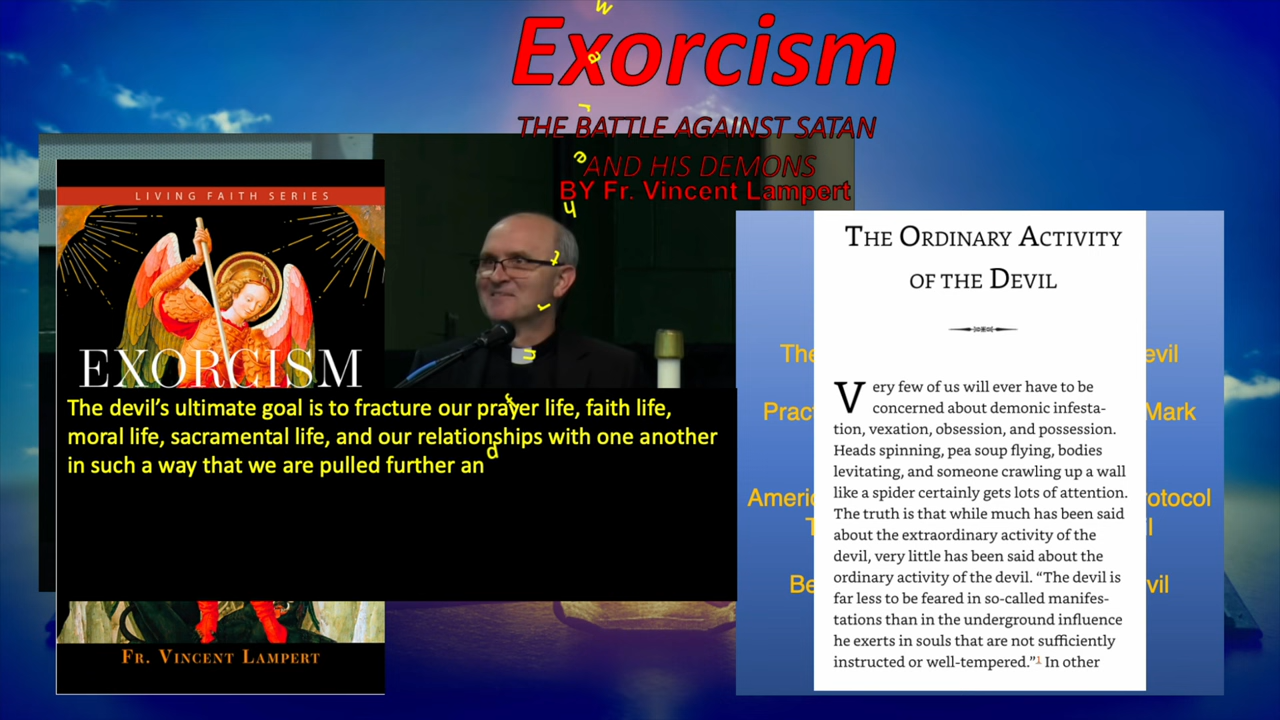 Exorcism
THE BATTLE AGAINST SATAN
AND HIS DEMONS
BY Fr. Vincent Lampert
LIVING FAITH SERIES
EXORCISM
The devil's ultimate goal is to fracture our prayer life, faith life,
moral life, sacramental life, and our relationships with one another
in such a way that we are pulled further an
d
f
u
r
t
h
e
r
a
w
FR. VINCENT LAMPERT
THE ORDINARY ACTIVITY
OF THE DEVIL
Very few of us will ever have to be
concerned about demonic infesta-
tion, vexation, obsession, and possession.
Heads spinning, pea soup flying, bodies
levitating, and someone crawling up a wall
like a spider certainly gets lots of attention.
The truth is that while much has been said
about the extraordinary activity of the
devil, very little has been said about the
ordinary activity of the devil. “The devil is
far less to be feared in so-called manifes-
tations than in the underground influence
he exerts in souls that are not sufficiently
instructed or well-tempered.”1 In other
The
evil
Mark